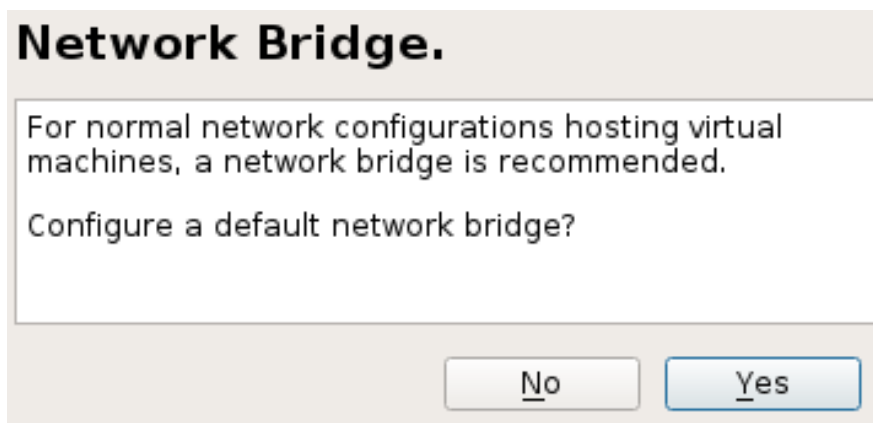 Network Bridge.
For normal network configurations hosting virtual
machines, a network bridge is recommended.
Configure a default network bridge?
No
Yes